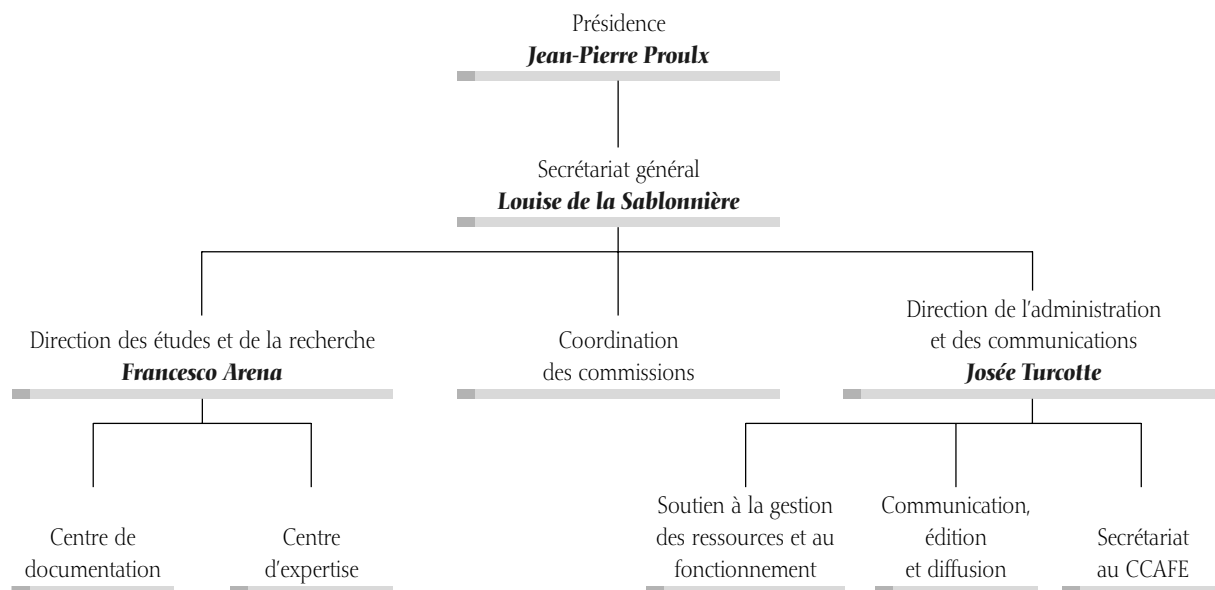 Présidence
Jean-Pierre Proulx
Secrétariat général
Louise de la Sablonnière
Direction des études et de la recherche
Francesco Arena
Coordination
des commissions
Direction de l'administration
et des communications
Josée Turcotte
Centre de
documentation
Centre
d'expertise
Soutien à la gestion
des ressources et au
fonctionnement
Communication,
édition
et diffusion
Secrétariat
au CCAFE